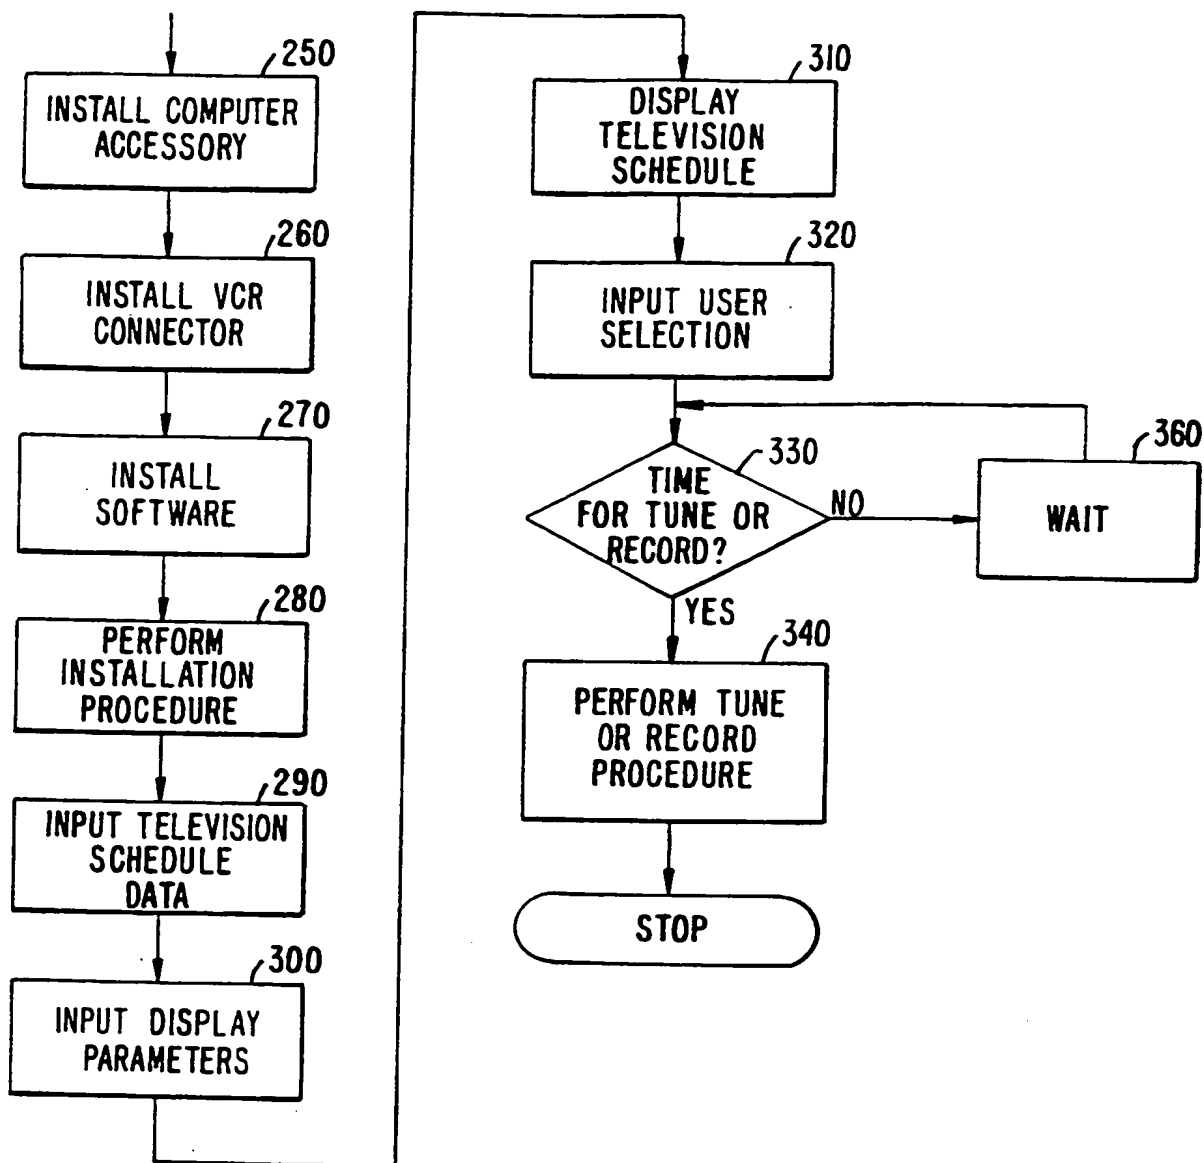 250
INSTALL COMPUTER
ACCESSORY
260
INSTALL VCR
CONNECTOR
270
INSTALL
SOFTWARE
280
PERFORM
INSTALLATION
PROCEDURE
290
INPUT TELEVISION
SCHEDULE
DATA
300
INPUT DISPLAY
PARAMETERS
310
DISPLAY
TELEVISION
SCHEDULE
320
INPUT USER
SELECTION
330
TIME
FOR TUNE OR
RECORD?
NO
360
WAIT
YES
340
PERFORM TUNE
OR RECORD
PROCEDURE
STOP